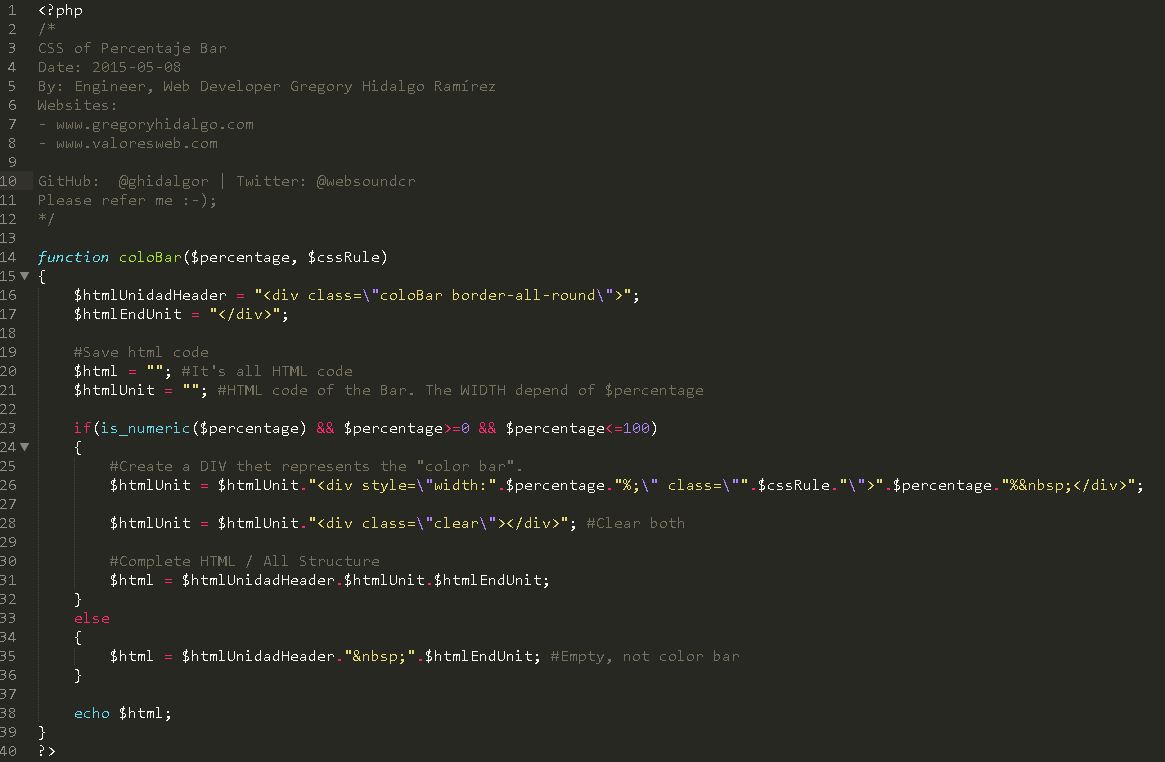 1 <?php
2 /*
3 CSS of Percentaje Bar
4 Date: 2015-05-08
5 By: Engineer, Web Developer Gregory Hidalgo Ramírez
6 Websites:
7 - www.gregoryhidalgo.com
8 - www.valoresweb.com
9
10 GitHub:  @ghidalgor | Twitter: @websoundcr
11 Please refer me :-);
12 */
13
14 function coloBar($percentage, $cssRule)
15 {
16     $htmlUnidadHeader = "<div class=\"coloBar border-all-round\">";
17     $htmlEndUnit = "</div>";
18
19     #Save html code
20     $html = ""; #It's all HTML code
21     $htmlUnit = ""; #HTML code of the Bar. The WIDTH depend of $percentage
22
23     if(is_numeric($percentage) && $percentage>=0 && $percentage<=100)
24     {
25         #Create a DIV thet represents the "color bar".
26         $htmlUnit = $htmlUnit."<div style=\"width:".$percentage."%;\" class=\"".$cssRule."\">".$percentage."%&nbsp;</div>";
27
28         $htmlUnit = $htmlUnit."<div class=\"clear\"></div>"; #Clear both
29
30         #Complete HTML / All Structure
31         $html = $htmlUnidadHeader.$htmlUnit.$htmlEndUnit;
32     }
33     else
34     {
35         $html = $htmlUnidadHeader."&nbsp;".$htmlEndUnit; #Empty, not color bar
36     }
37
38     echo $html;
39 }
40 ?>